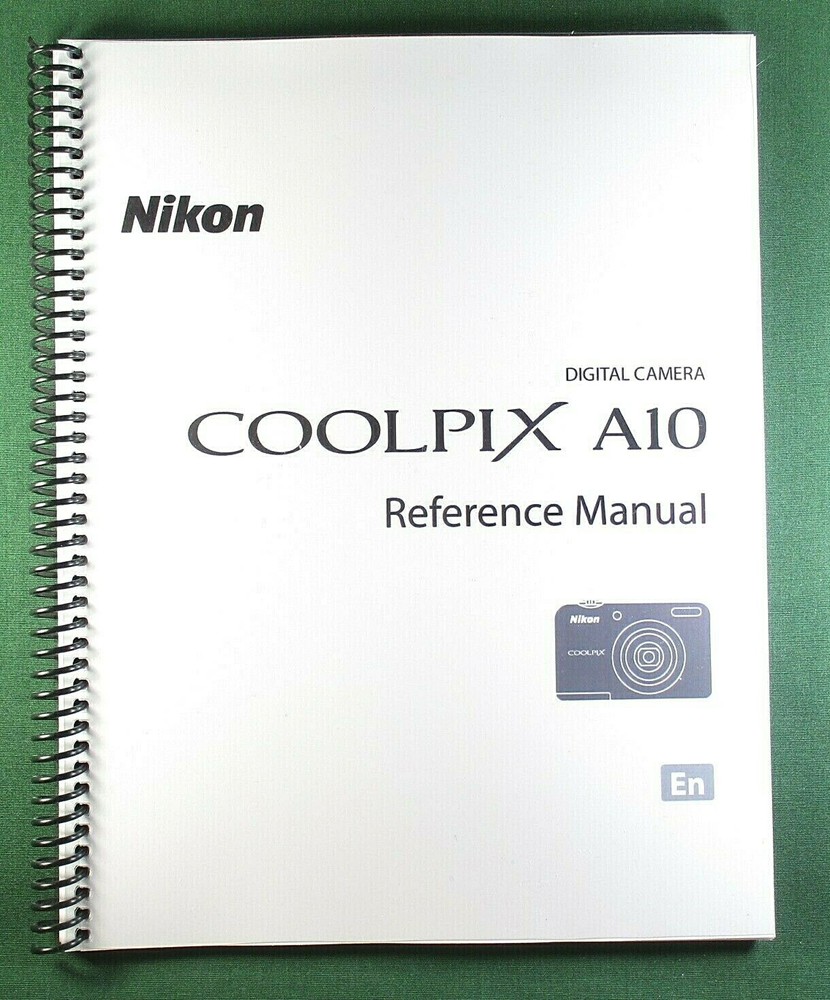 Nikon
DIGITAL CAMERA
COOLPIX A10
Reference Manual
Nikon
COOLPIX
En